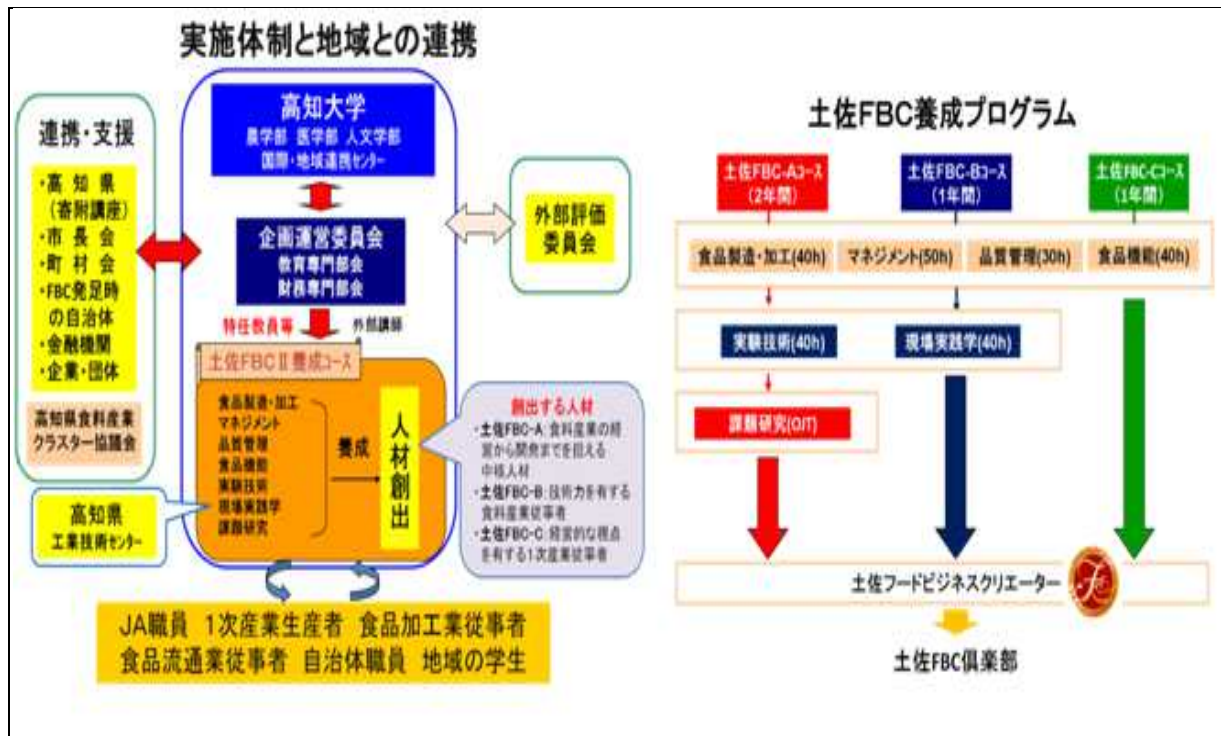 実施体制と地域との連携
連携・支援
・高知県
(寄附講座)
・市長会
・町村会
・FBC発足時
の自治体
・金融機関
・企業・団体
高知県食料産業
クラスター協議会
高知県
工業技術センター
高知大学
農学部 医学部 人文学部
国際・地域連携センター
企画運営委員会
教育専門部会
財務専門部会
特任教員等
外部講師
土佐FBCⅡ養成コース
食品製造・加工
マネジメント
品質管理
食品機能
実験技術
現場実践学
課題研究
養成
人材創出
外部評価
委員会
創出する人材
・土佐FBC-A:食料産業の経
営から開発までを担える
中核人材
・土佐FBC-B:技術力を有する
食料産業従事者
・土佐FBC-C:経営的な視点
を有する1次産業従事者
JA職員 1次産業生産者 食品加工業従事者
食品流通業従事者 自治体職員 地域の学生
土佐FBC養成プログラム
土佐FBC-Aコース
(2年間)
土佐FBC-Bコース
(1年間)
土佐FBC-Cコース
(1年間)
食品製造・加工(40h)
マネジメント(50h)
品質管理(30h)
食品機能(40h)
実験技術(40h)
現場実践学(40h)
課題研究(OJT)
土佐フードビジネスクリエーター
土佐FBC倶楽部